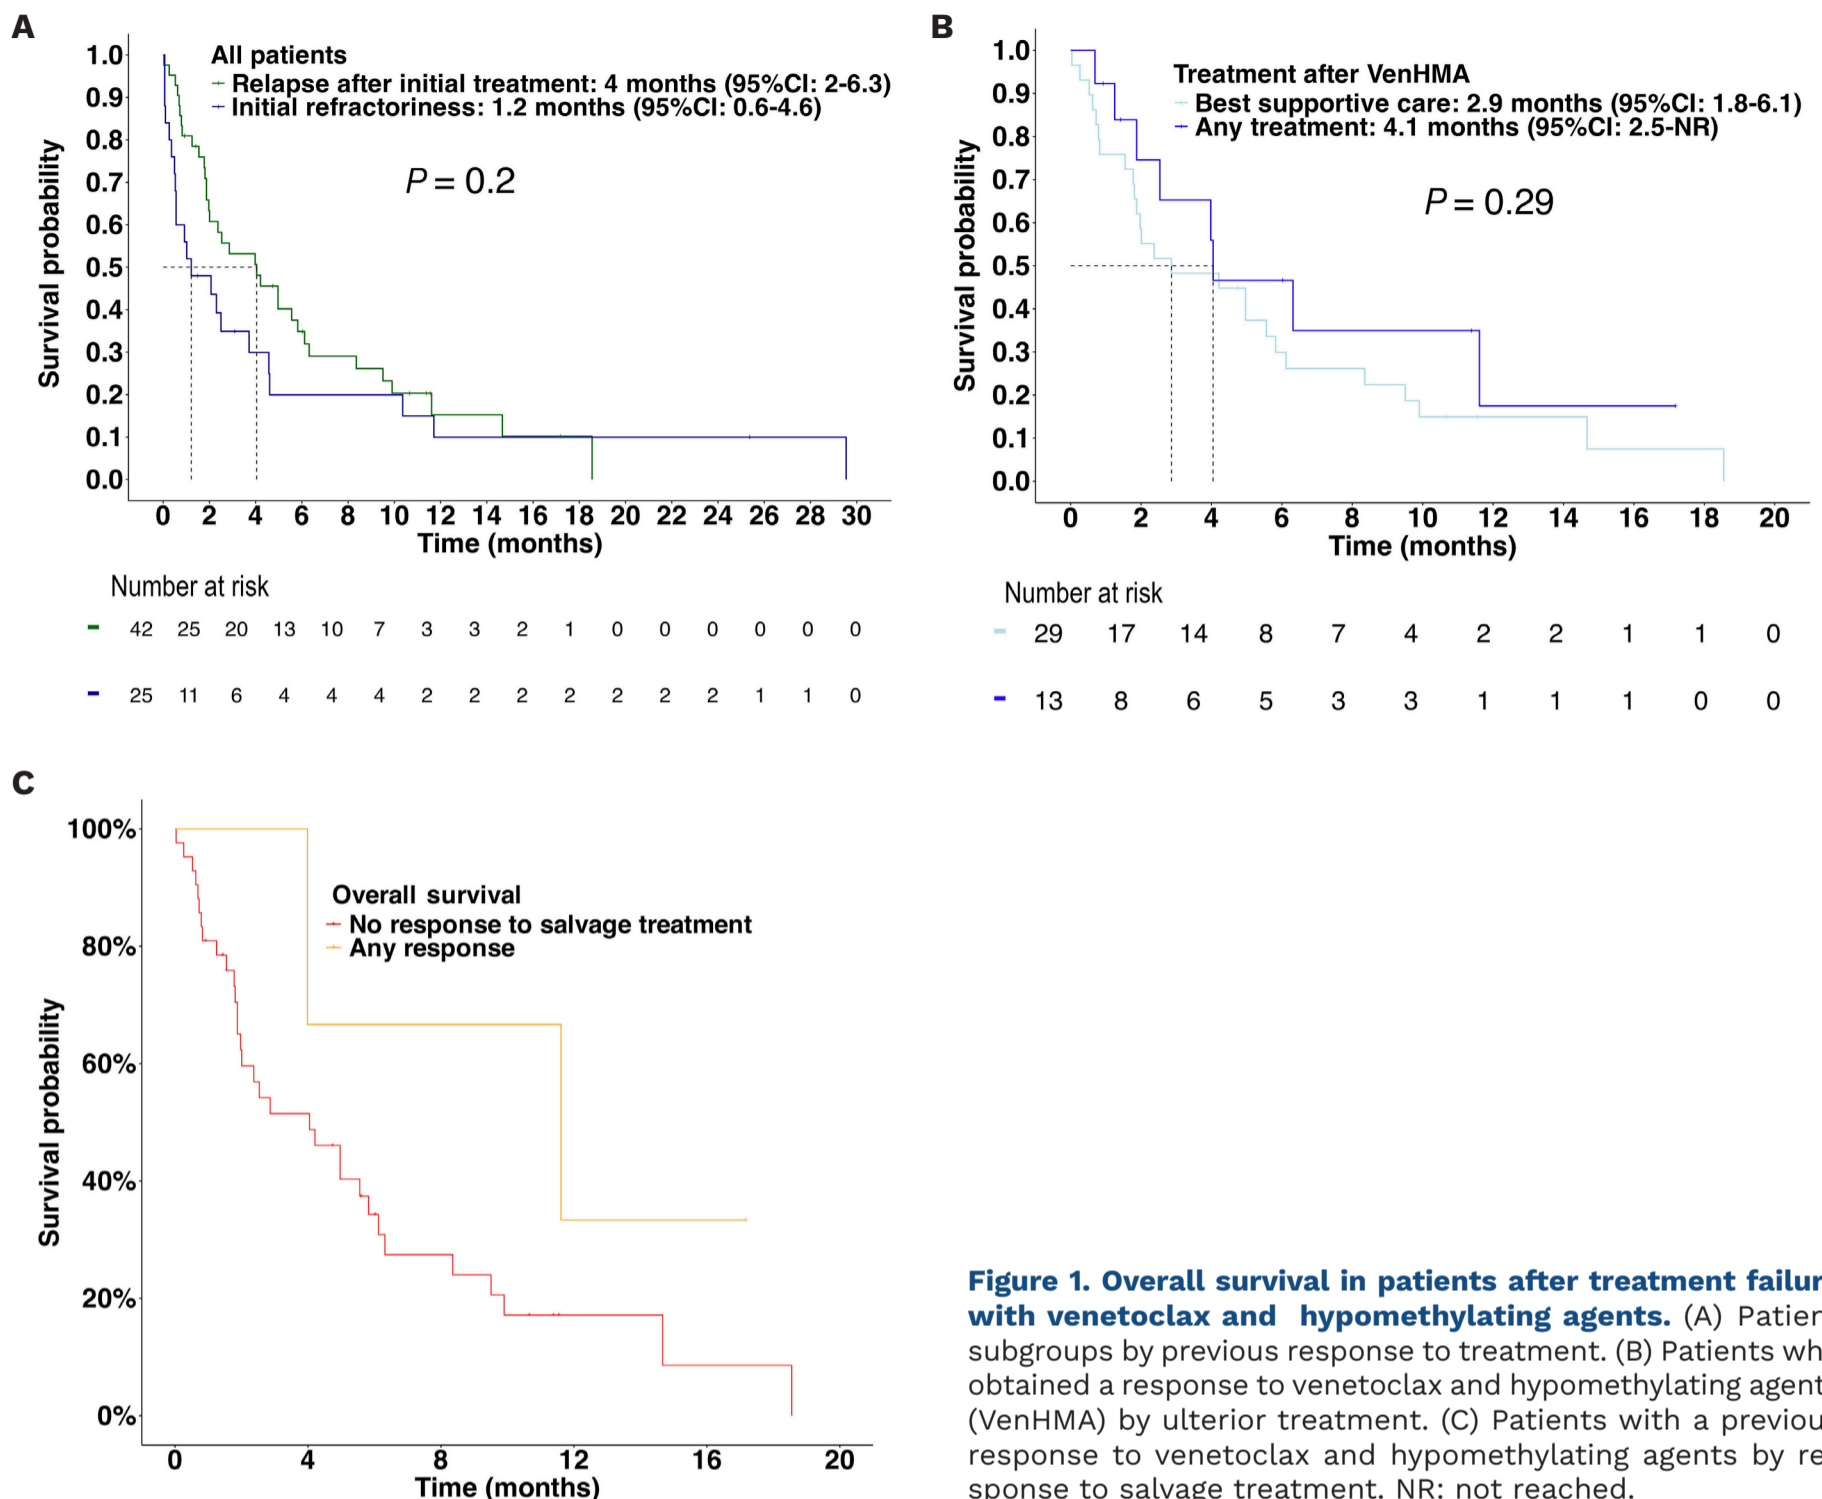 A
All patients
Relapse after initial treatment: 4 months (95%CI: 2-6.3)
Initial refractoriness: 1.2 months (95%CI: 0.6-4.6)
P = 0.2
Survival probability
1.0
0.9
0.8
0.7
0.6
0.5
0.4
0.3
0.2
0.1
0.0
0 2 4 6 8 10 12 14 16 18 20 22 24 26 28 30
Time (months)
Number at risk
42 25 20 13 10 7 3 3 2 1 0 0 0 0 0 0
25 11 6 4 4 4 2 2 2 2 2 2 2 1 1 0
B
Treatment after VenHMA
Best supportive care: 2.9 months (95%CI: 1.8-6.1)
Any treatment: 4.1 months (95%CI: 2.5-NR)
P = 0.29
Survival probability
1.0
0.9
0.8
0.7
0.6
0.5
0.4
0.3
0.2
0.1
0.0
0 2 4 6 8 10 12 14 16 18 20
Time (months)
Number at risk
29 17 14 8 7 4 2 2 1 1 0
13 8 6 5 3 3 1 1 1 0 0
C
Overall survival
No response to salvage treatment
Any response
Survival probability
100%
80%
60%
40%
20%
0%
0 4 8 12 16 20
Time (months)
Figure 1. Overall survival in patients after treatment failur
with venetoclax and hypomethylating agents. (A) Patien
subgroups by previous response to treatment. (B) Patients wh
obtained a response to venetoclax and hypomethylating agent
(VenHMA) by ulterior treatment. (C) Patients with a previou
response to venetoclax and hypomethylating agents by re
sponse to salvage treatment. NR: not reached.